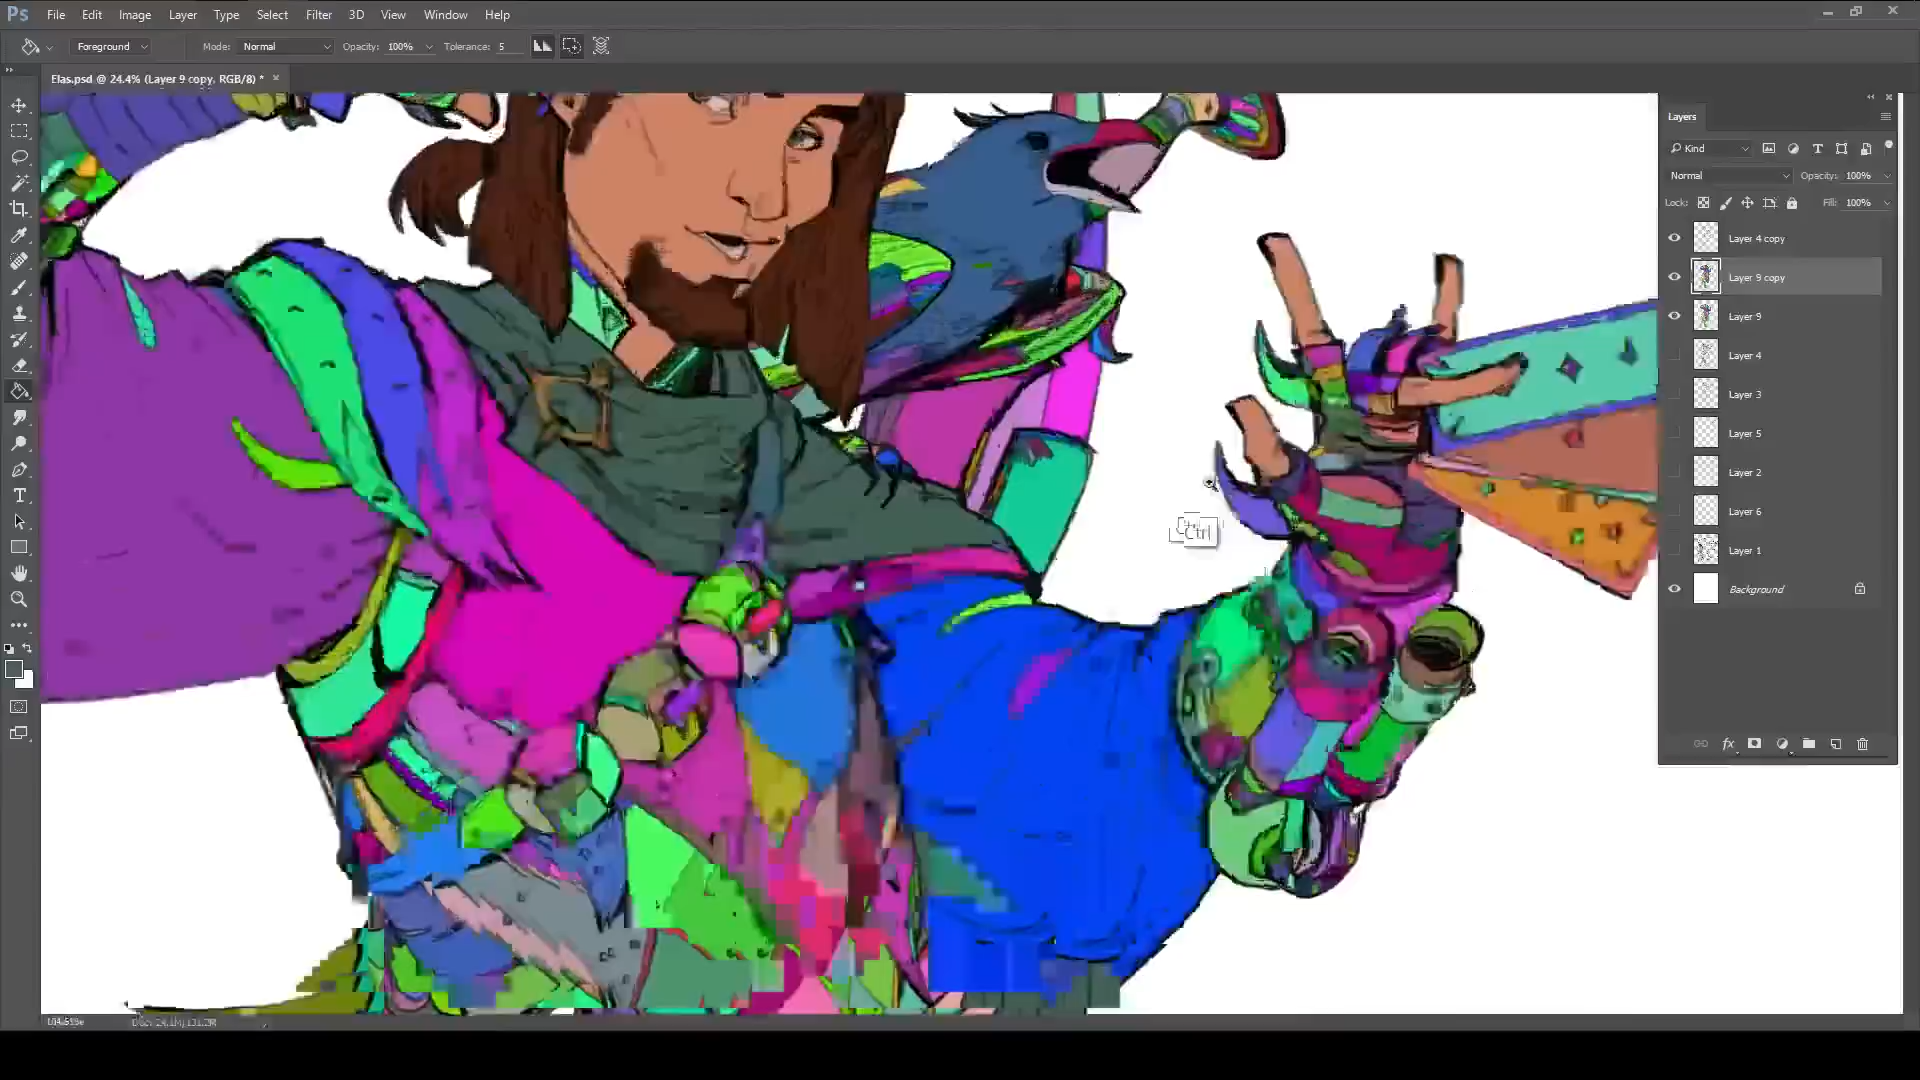 Ps File Edit Image Layer Type Select Filter 3D View Window Help
Foreground Mode: Normal Opacity: 100% Tolerance: 5
Elas.psd @ 24.4% (Layer 9 copy, RGB/8) *
Layers
Kind
Normal Opacity: 100%
Lock: Fill: 100%
Layer 4 copy
Layer 9 copy
Layer 9
Layer 4
Layer 3
Layer 5
Layer 2
Layer 6
Layer 1
Background
Ctrl